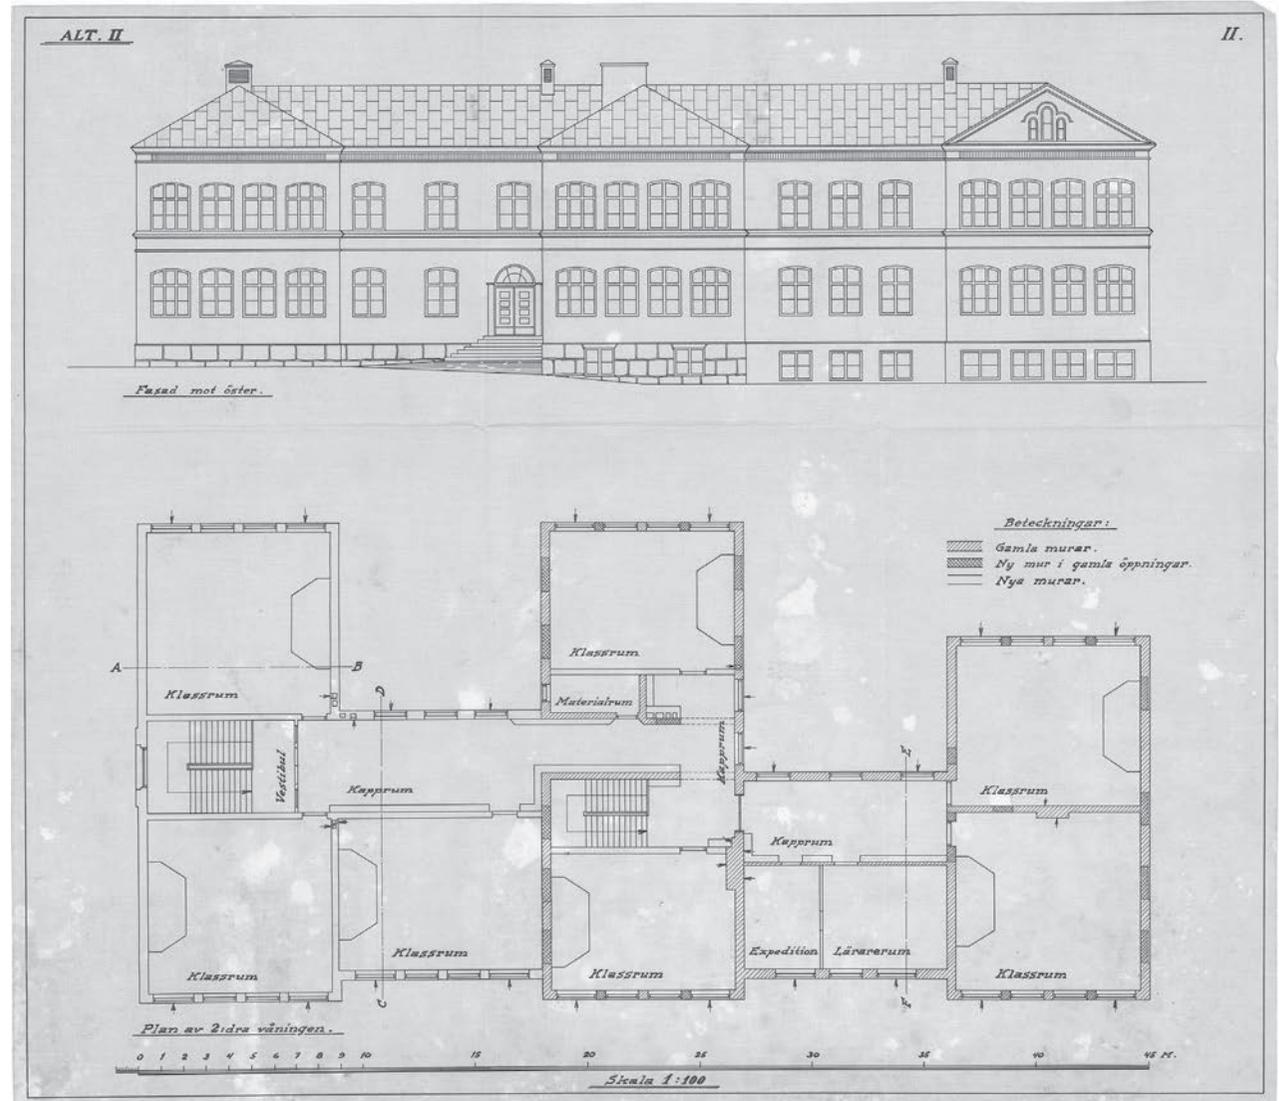 ALT. II
II.
Fasad mot öster.
Beteckningar:
Gamla murar.
Ny mur i gamla öppningar.
Nya murar.
Klassrum
A
B
Klassrum
Materialrum
D
Vestibul
Kapprum
Kapprum
E
Klassrum
Kapprum
Klassrum
Klassrum
Klassrum
Expedition
Lärarerum
Klassrum
Klassrum
C
F
Plan av 2:dra våningen.
0 1 2 3 4 5 6 7 8 9 10 15 20 25 30 35 40 45 M.
Skala 1:100